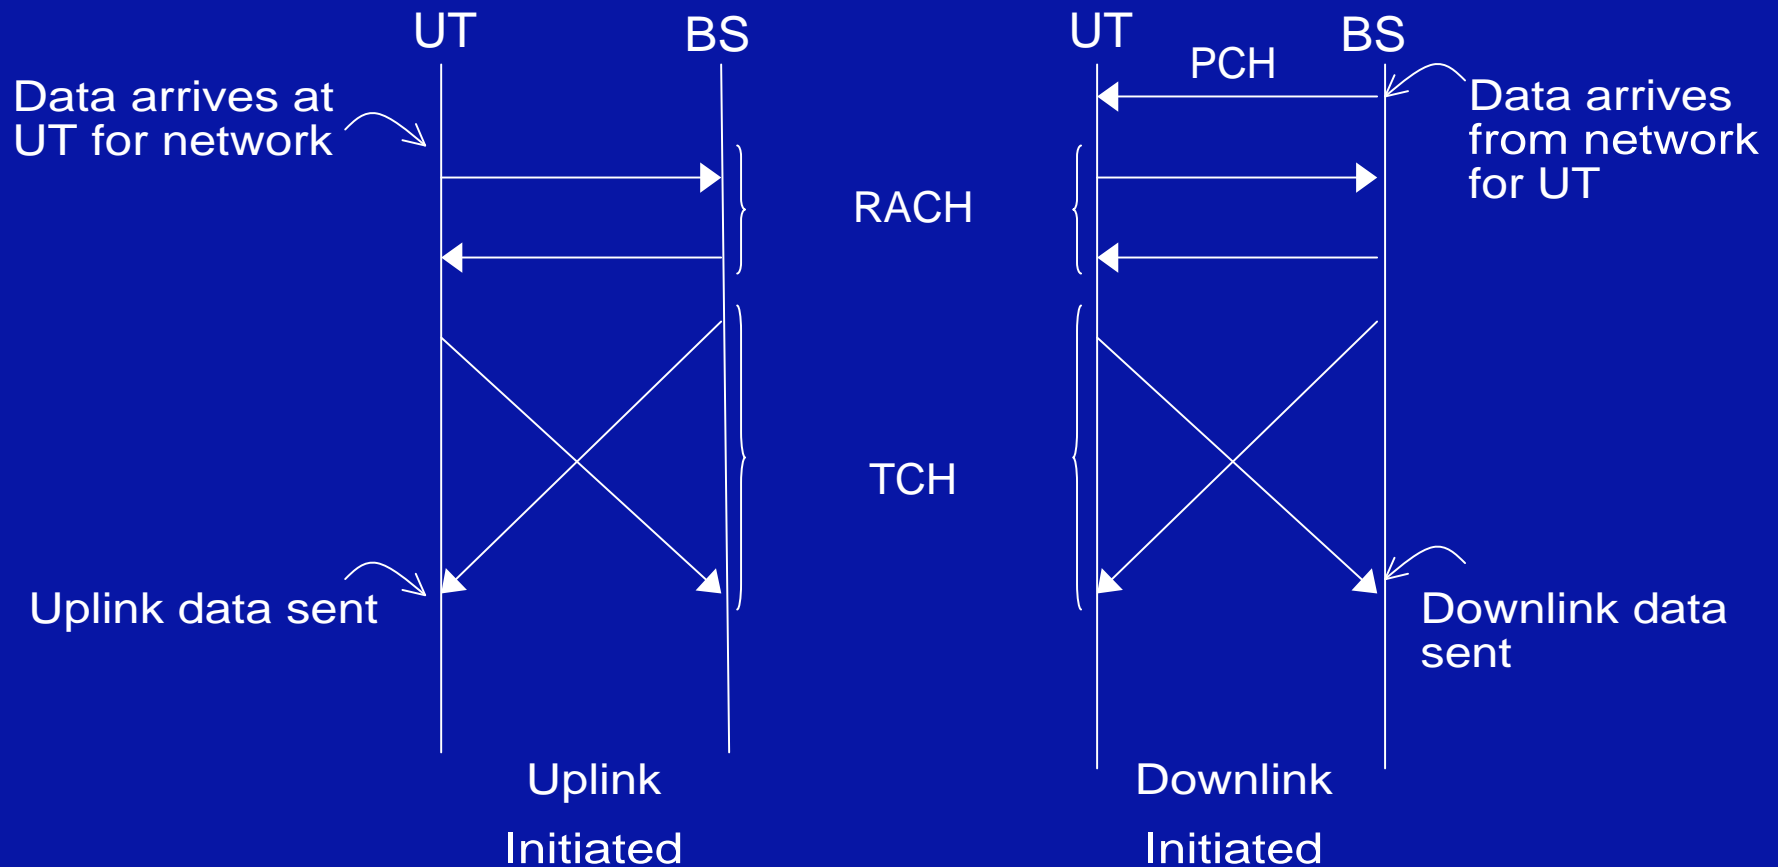 UT
BS
UT
BS
PCH
Data arrives at
UT for network
Data arrives
from network
for UT
RACH
TCH
Uplink data sent
Downlink data
sent
Uplink
Initiated
Downlink
Initiated